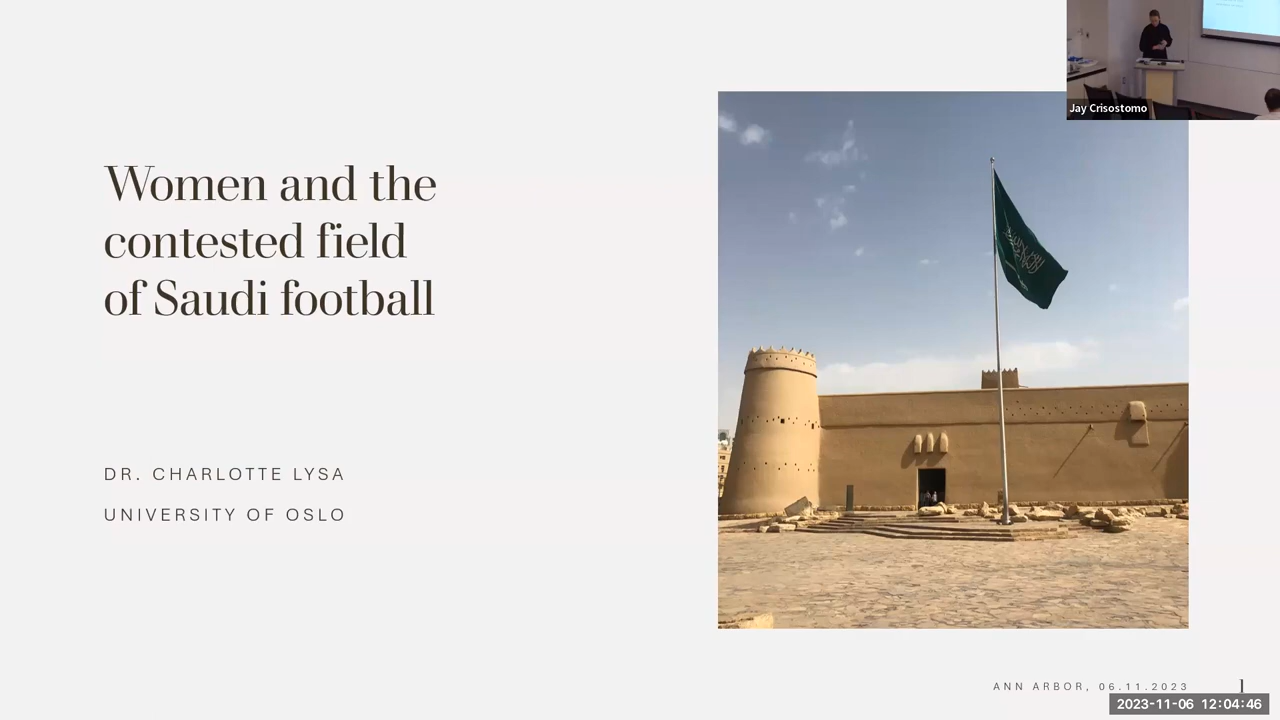 Jay Crisostomo
Women and the
contested field
of Saudi football
DR. CHARLOTTE LYSA
UNIVERSITY OF OSLO
ANN ARBOR, 06.11.2023
1
2023-11-06 12:04:46